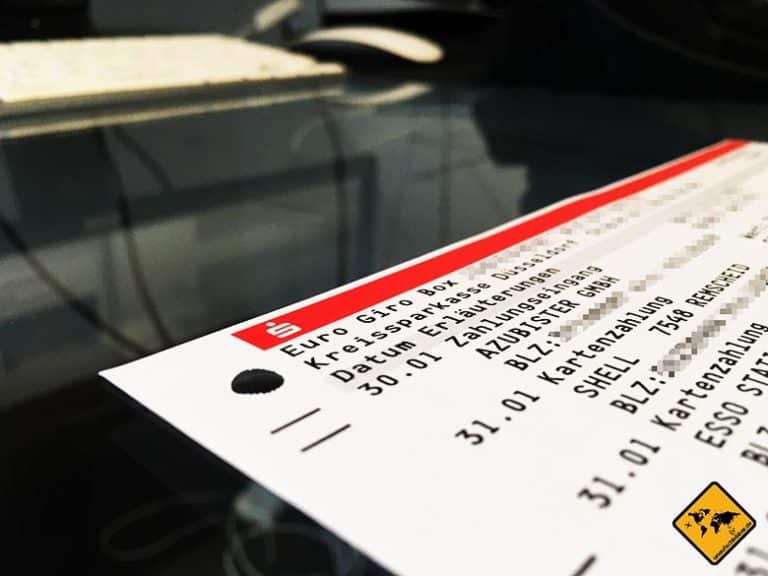 Euro Giro Box
Kreissparkasse Düsseldorf
Datum Erläuterungen
30.01 Zahlungseingang
AZUBISTER GMBH
BLZ:
31.01 Kartenzahlung
SHELL 7548 REMSCHEID
BLZ:
31.01 Kartenzahlung
ESSO STAT
BLZ